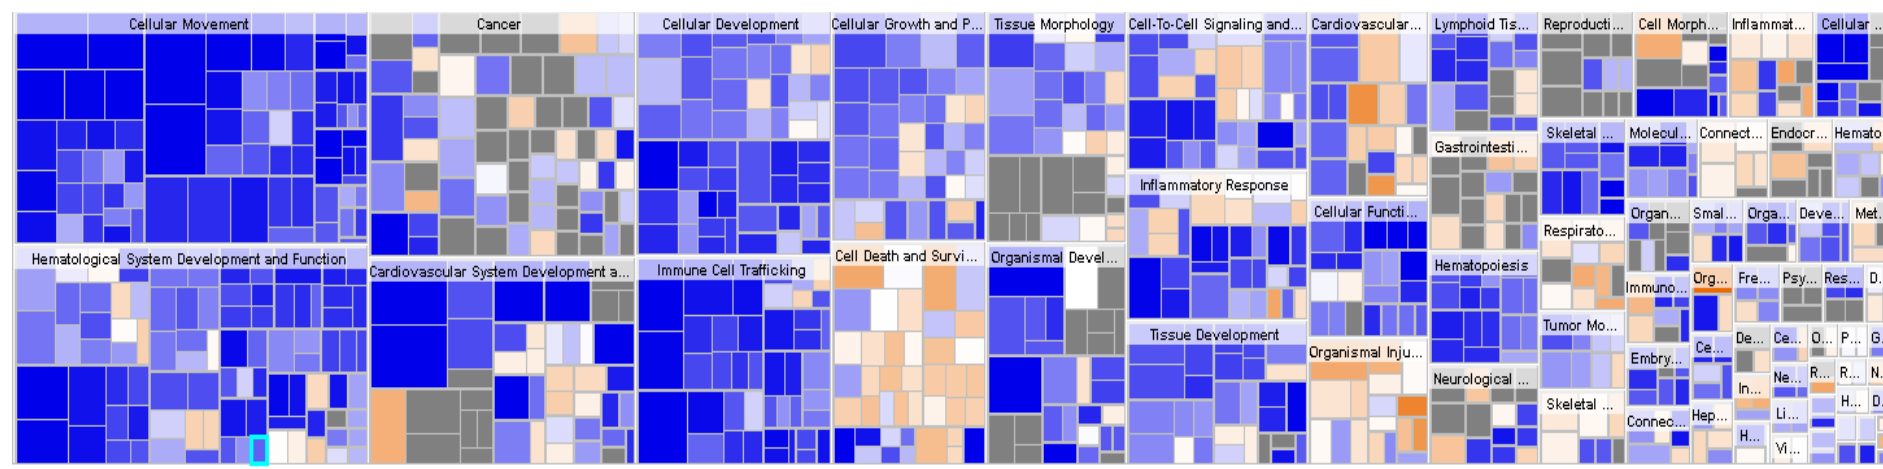 Cellular Movement
Cancer
Cellular Development
Cellular Growth and P...
Tissue Morphology
Cell-To-Cell Signaling and...
Cardiovascular...
Lymphoid Tis...
Reproducti...
Cell Morph...
Inflammat...
Cellular ...
Skeletal ...
Molecul...
Connect...
Endocr...
Hemato
Gastrointesti...
Inflammatory Response
Cellular Functi...
Organ...
Smal...
Orga...
Deve...
Met...
Respirato...
Hematological System Development and Function
Cardiovascular System Development a...
Immune Cell Trafficking
Cell Death and Survi...
Organismal Devel...
Hematopoiesis
Immuno...
Org...
Fre...
Psy...
Res...
D...
Tissue Development
Tumor Mo...
Organismal Inju...
Embry...
Ce...
De...
Ce...
O...
P...
G...
Neurological ...
In...
Ne...
R...
R...
N...
Skeletal ...
Connec...
Hep...
Li...
H...
D...
H...
Vi...